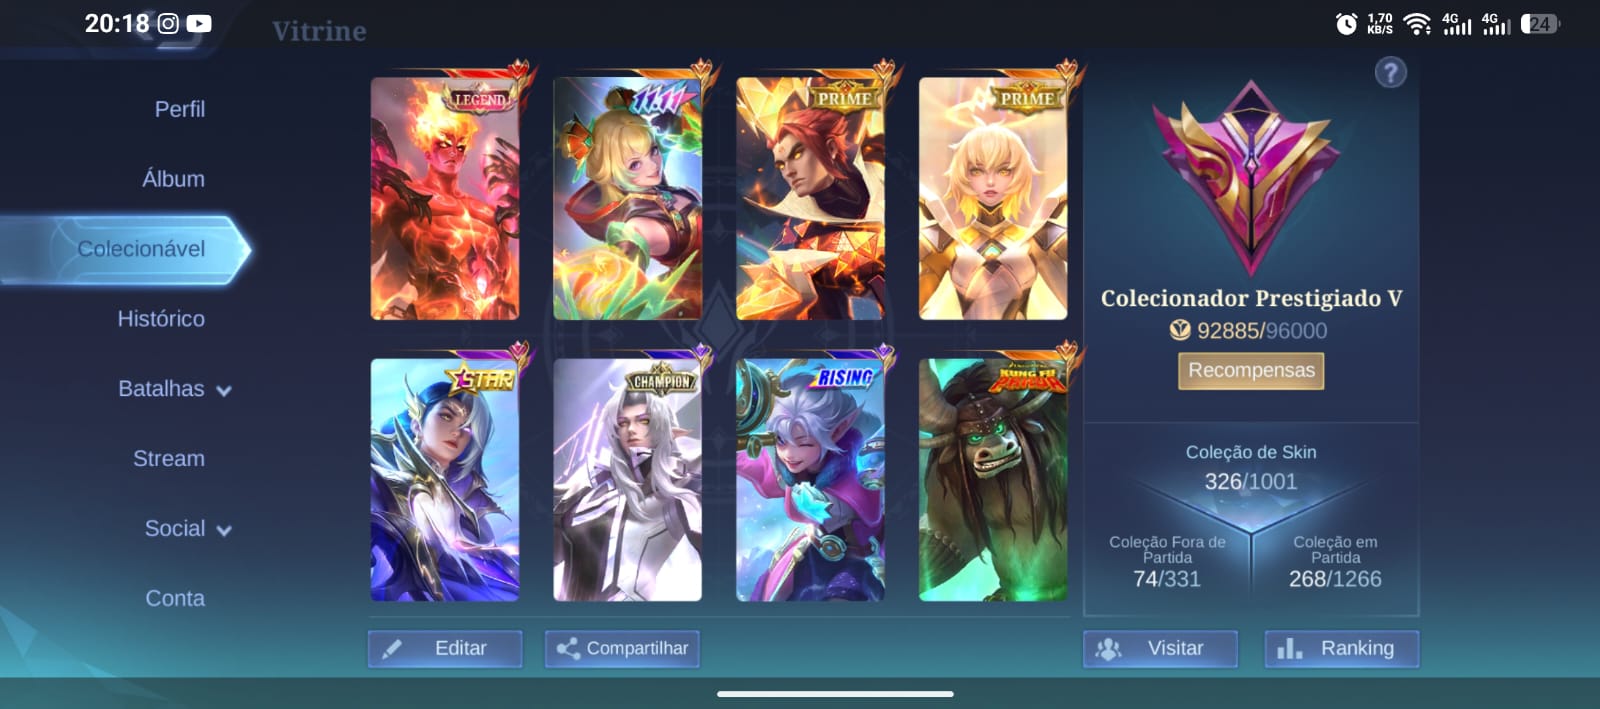 20:18
1,70
KB/S
4G
4G
24
Vitrine
?
Perfil
Álbum
Colecionável
Histórico
Batalhas
Stream
Social
Conta
LEGEND
11.11
PRIME
PRIME
STAR
CHAMPION
RISING
KUNG FU
PANDA
Colecionador Prestigiado V
92885/96000
Recompensas
Coleção de Skin
326/1001
Coleção Fora de
Partida
74/331
Coleção em
Partida
268/1266
Editar
Compartilhar
Visitar
Ranking